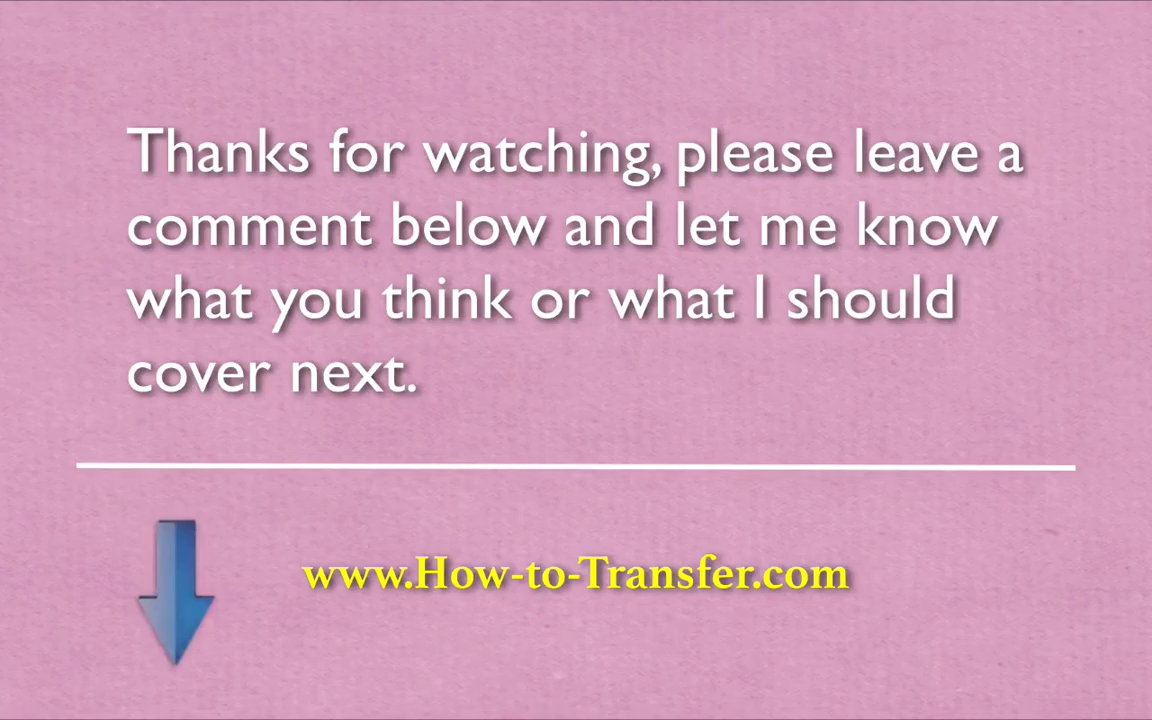 Thanks for watching, please leave a
comment below and let me know
what you think or what I should
cover next.
www.How-to-Transfer.com